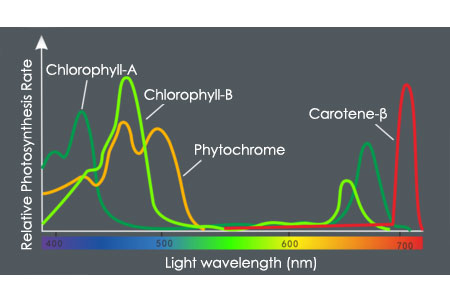 Relative Photosynthesis Rate
Chlorophyll-A
Chlorophyll-B
Carotene-β
Phytochrome
400 500 600 700
Light wavelength (nm)